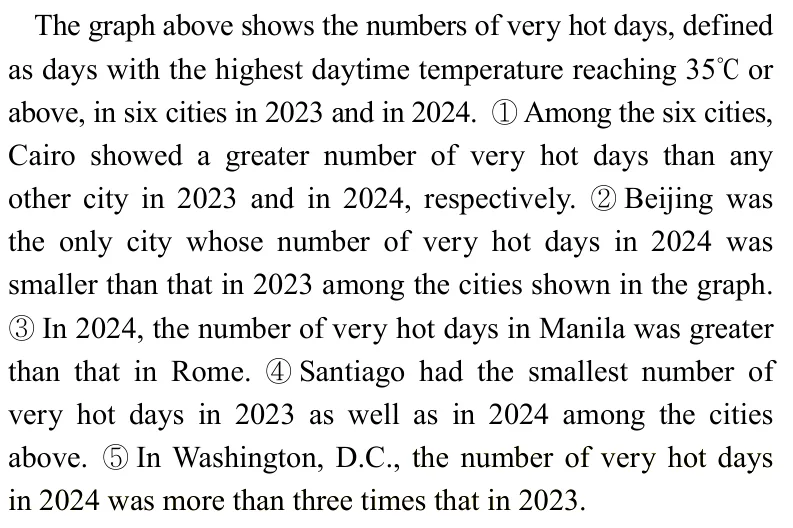 The graph above shows the numbers of very hot days, defined
as days with the highest daytime temperature reaching 35℃ or
above, in six cities in 2023 and in 2024. ① Among the six cities,
Cairo showed a greater number of very hot days than any
other city in 2023 and in 2024, respectively. ② Beijing was
the only city whose number of very hot days in 2024 was
smaller than that in 2023 among the cities shown in the graph.
③ In 2024, the number of very hot days in Manila was greater
than that in Rome. ④ Santiago had the smallest number of
very hot days in 2023 as well as in 2024 among the cities
above. ⑤ In Washington, D.C., the number of very hot days
in 2024 was more than three times that in 2023.